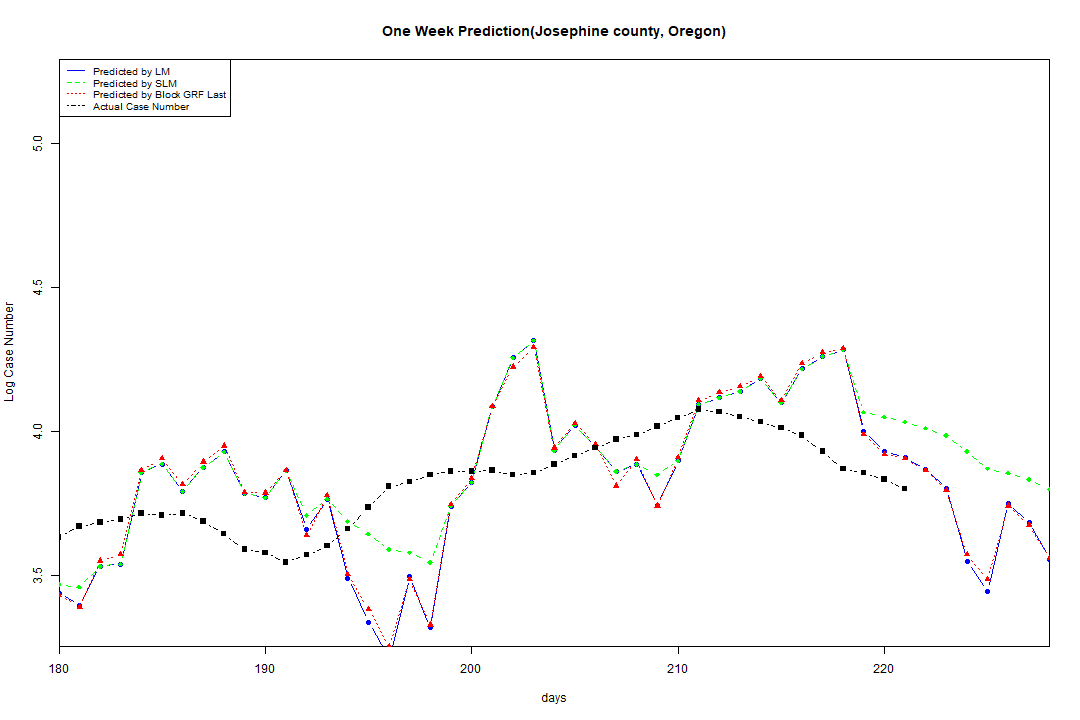 One Week Prediction(Josephine county, Oregon)
Predicted by LM
Predicted by SLM
Predicted by Block GRF Last
Actual Case Number
5.0
4.5
4.0
3.5
Log Case Number
180 190 200 210 220
days